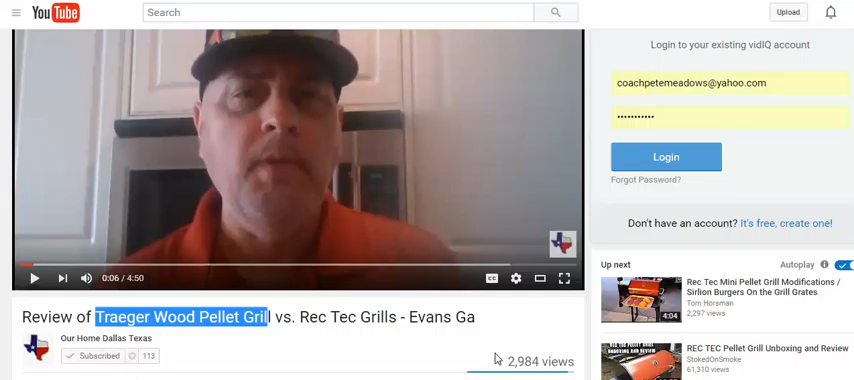 YouTube
Search
Upload
Login to your existing vidIQ account
coachpetemeadows@yahoo.com
•••••••••••
Login
Forgot Password?
Don't have an account? It's free, create one!
0:06 / 4:50
CC
Review of Traeger Wood Pellet Grill vs. Rec Tec Grills - Evans Ga
Our Home Dallas Texas
Subscribed 113
2,984 views
Up next
Autoplay
Rec Tec Mini Pellet Grill Modifications /
Sirlion Burgers On the Grill Grates
Tom Horsman
2,297 views
4:04
REC TEC Pellet Grill Unboxing and Review
StokedOnSmoke
61,310 views